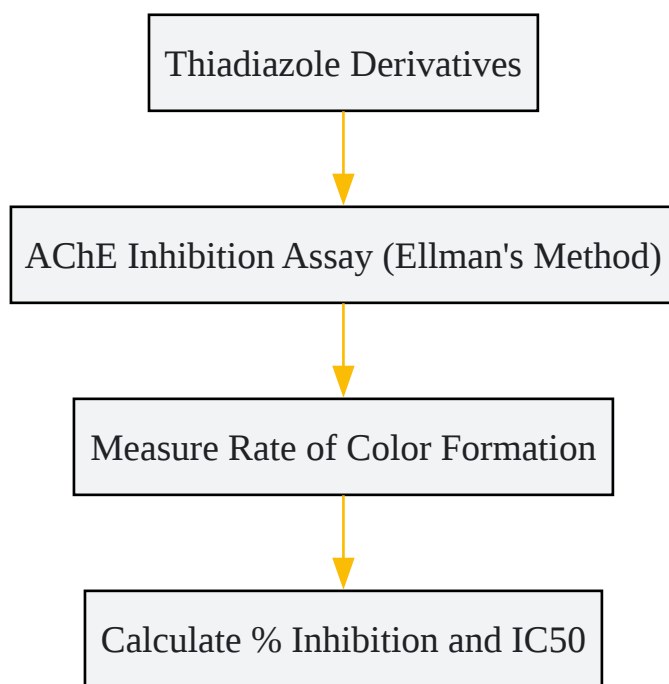 Thiadiazole Derivatives
AChE Inhibition Assay (Ellman's Method)
Measure Rate of Color Formation
Calculate % Inhibition and IC50